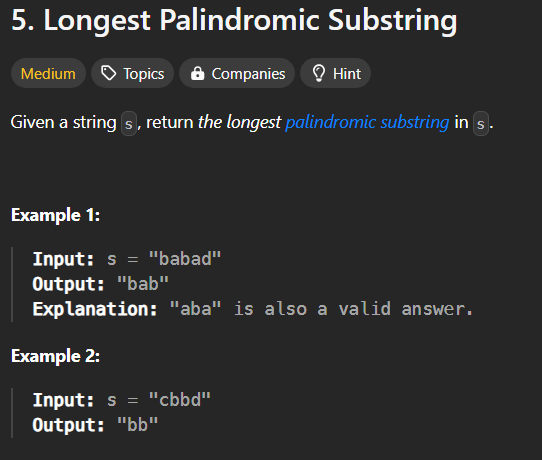 5. Longest Palindromic Substring
Medium Topics Companies Hint
Given a string s, return the longest palindromic substring in s.
Example 1:
Input: s = "babad"
Output: "bab"
Explanation: "aba" is also a valid answer.
Example 2:
Input: s = "cbbd"
Output: "bb"